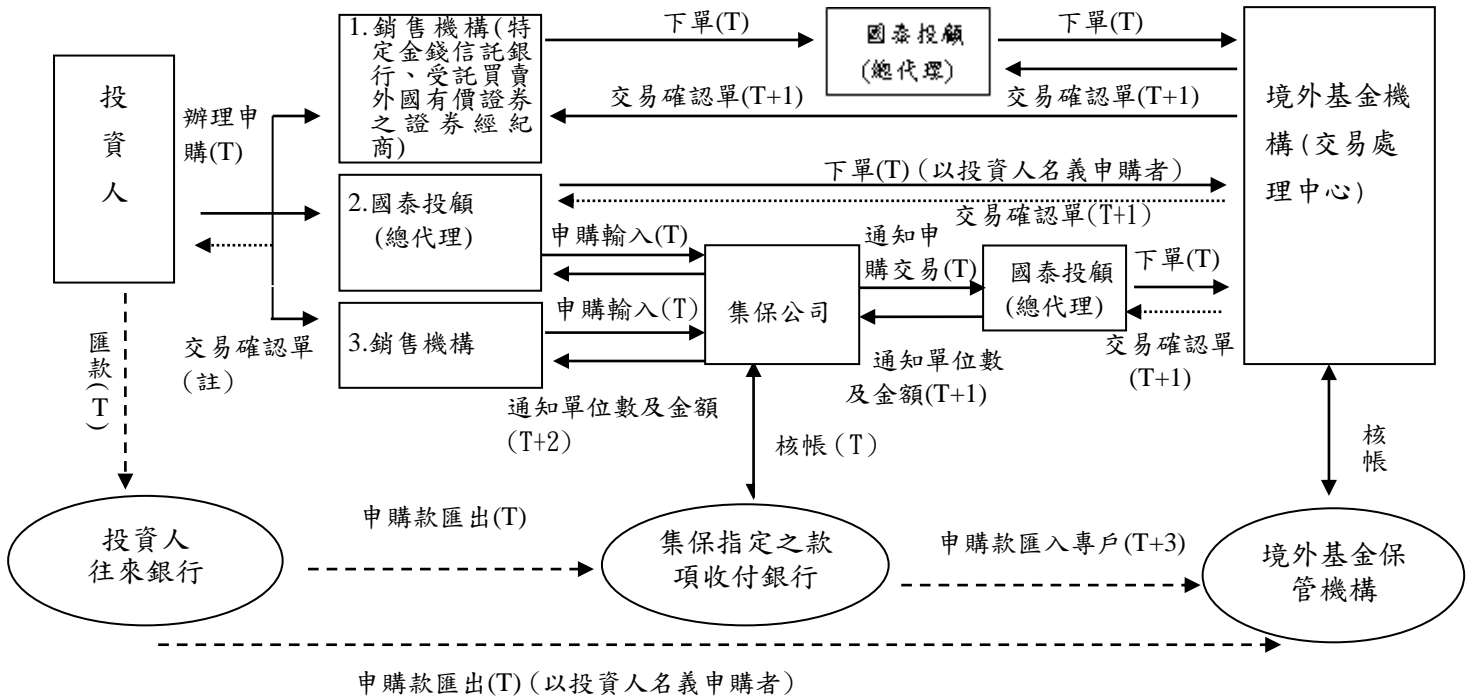 投
資
人
辦理申
購(T)
交易確認單
(註)
匯
款
(T)
1.銷售機構(特
定金錢信託銀
行、受託買賣
外國有價證券
之證券經紀
商)
下單(T)
國泰投顧
(總代理)
下單(T)
交易確認單(T+1)
交易確認單(T+1)
境外基金機
構(交易處
理中心)
2.國泰投顧
(總代理)
下單(T)(以投資人名義申購者)
交易確認單(T+1)
申購輸入(T)
通知申
購交易(T)
集保公司
國泰投顧
(總代理)
下單(T)
交易確認單
(T+1)
3.銷售機構
申購輸入(T)
通知單位數
及金額(T+1)
通知單位數及金額
(T+2)
核帳(T)
核
帳
投資人
往來銀行
申購款匯出(T)
集保指定之款
項收付銀行
申購款匯入專戶(T+3)
境外基金保
管機構
申購款匯出(T)(以投資人名義申購者)